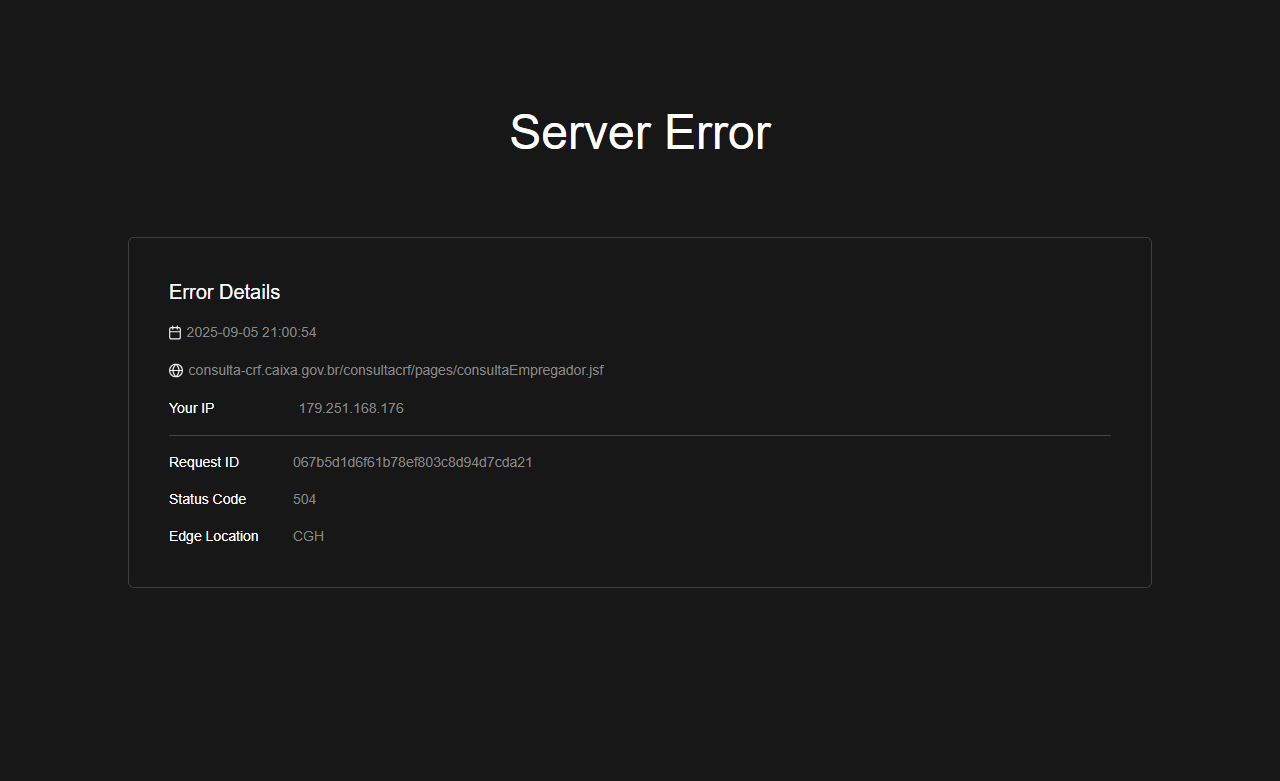 Server Error
Error Details
2025-09-05 21:00:54
consulta-crf.caixa.gov.br/consultacrf/pages/consultaEmpregador.jsf
Your IP 179.251.168.176
Request ID 067b5d1d6f61b78ef803c8d94d7cda21
Status Code 504
Edge Location CGH